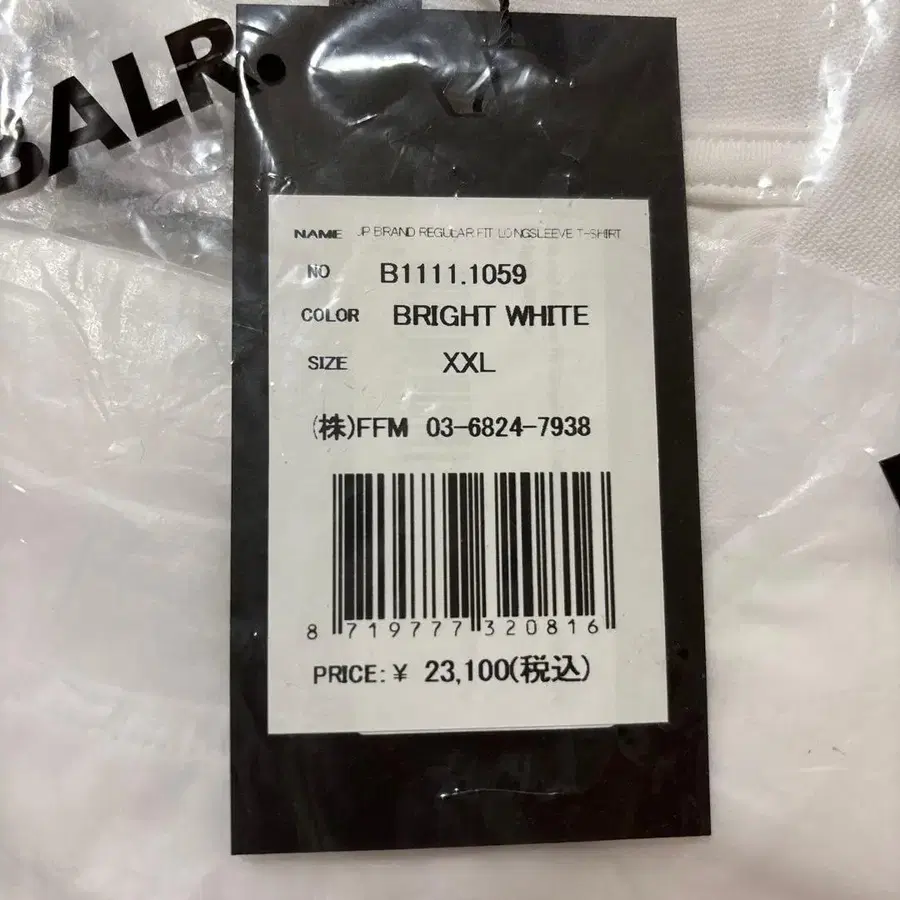 BALR.
NAME JP BRAND REGULAR FIT LONGSLEEVE T-SHIRT
NO B1111.1059
COLOR BRIGHT WHITE
SIZE XXL
(株)FFM 03-6824-7938
8 719777 320816
PRICE: ¥ 23,100(税込)